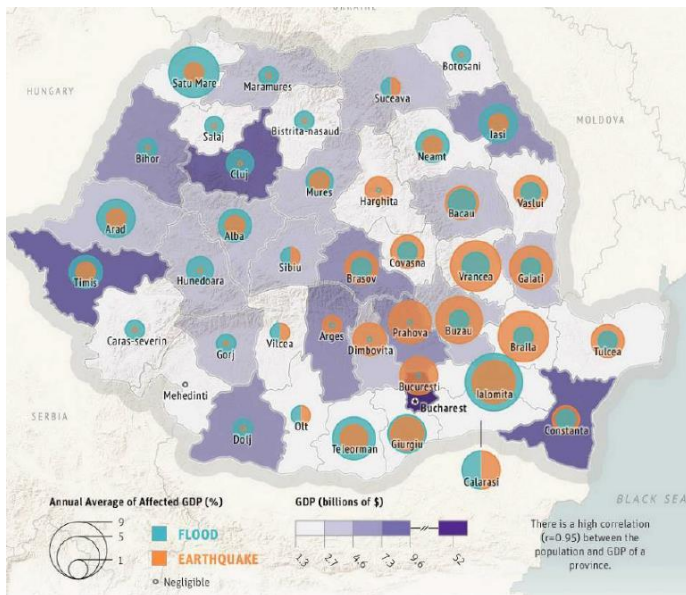 UKRAINE
HUNGARY
MOLDOVA
SERBIA
BLACK SEA
Satu Mare
Maramures
Botosani
Suceava
Salaj
Bistrita-nasaud
Iasi
Bihor
Cluj
Neamt
Mures
Harghita
Bacau
Vaslui
Arad
Alba
Covasna
Timis
Hunedoara
Sibiu
Brasov
Vrancea
Galati
Caras-severin
Gorj
Vilcea
Arges
Dimbovita
Prahova
Buzau
Braila
Tulcea
Mehedinti
Bucuresti
Ialomita
Bucharest
Dolj
Olt
Teleorman
Giurgiu
Constanta
Calarasi
Annual Average of Affected GDP (%)
9
5
1
FLOOD
EARTHQUAKE
Negligible
GDP (billions of $)
1.3
2.7
4.6
7.3
9.6
52
There is a high correlation
(r=0.95) between the
population and GDP of a
province.